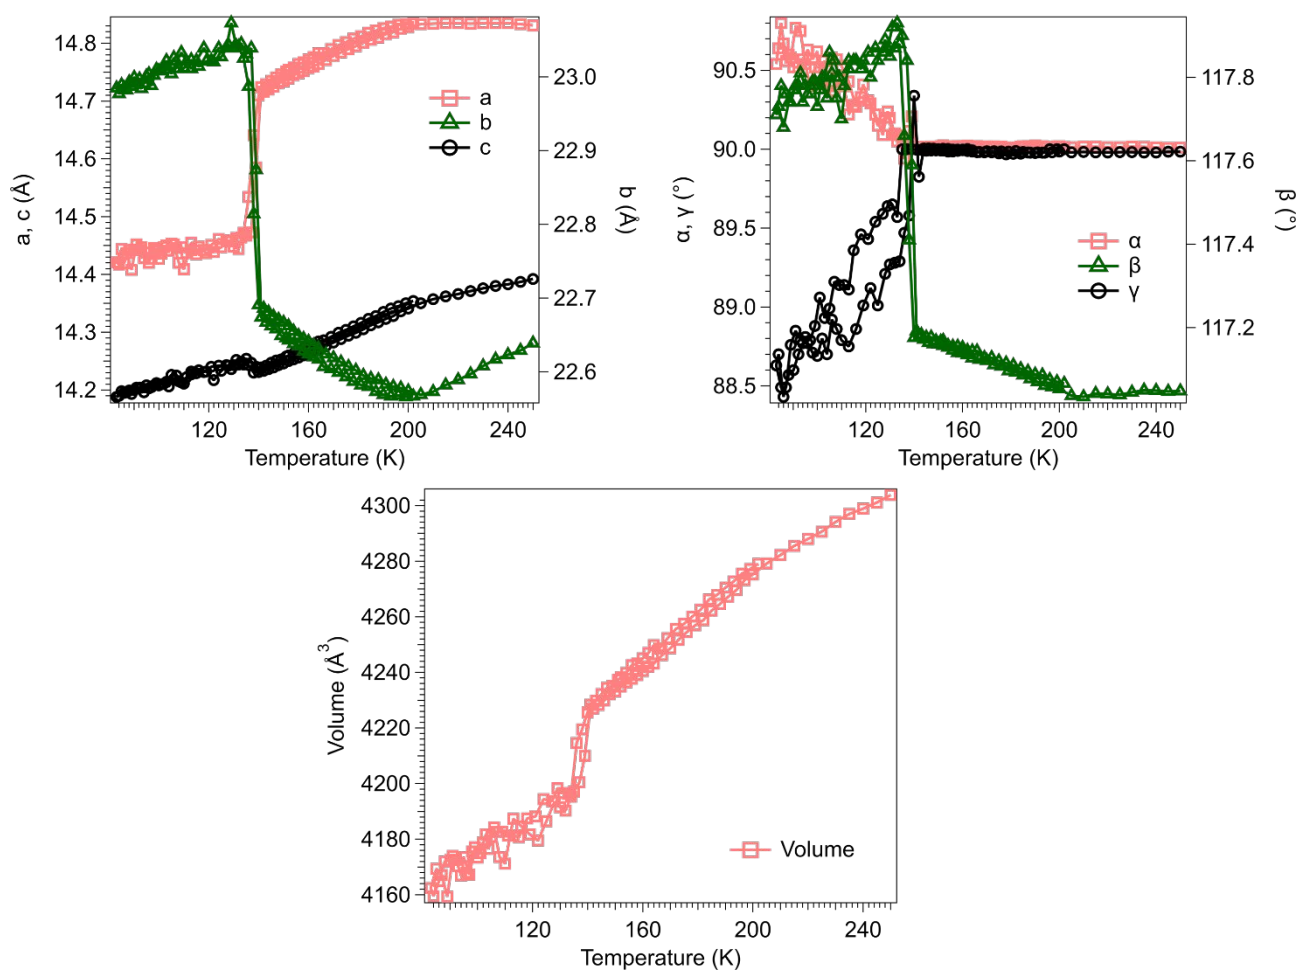 14.8
14.7
14.6
14.5
14.4
14.3
14.2
a, c (Å)
a
b
c
23.0
22.9
22.8
22.7
22.6
b (Å)
120
160
200
240
Temperature (K)
90.5
90.0
89.5
89.0
88.5
α, γ (°)
α
β
γ
117.8
117.6
117.4
117.2
β (°)
120
160
200
240
Temperature (K)
4300
4280
4260
4240
4220
4200
4180
4160
Volume (Å³)
Volume
120
160
200
240
Temperature (K)